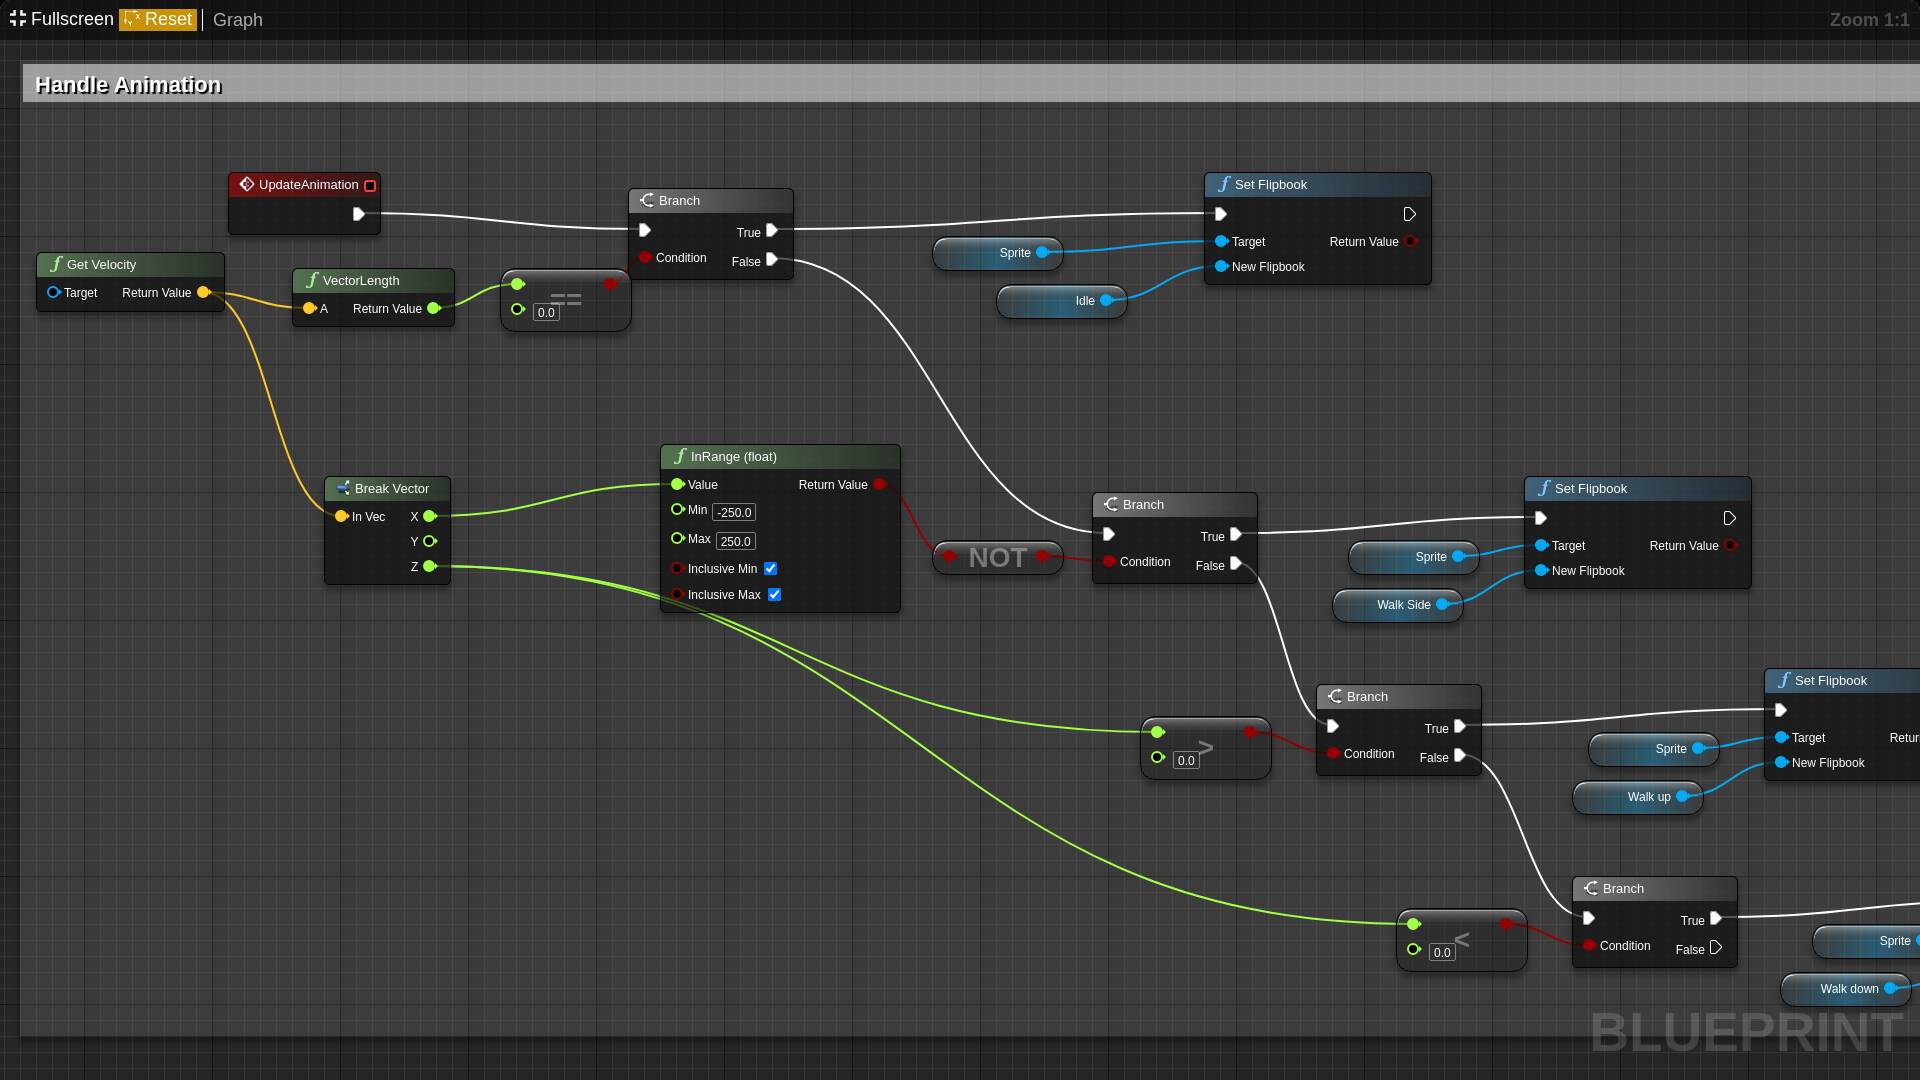 Fullscreen Reset Graph Zoom 1:1
Handle Animation
UpdateAnimation
Get Velocity
Target Return Value
VectorLength
A Return Value
==
0.0
Branch
True
Condition
False
Sprite
Idle
Set Flipbook
Target Return Value
New Flipbook
Break Vector
In Vec X
Y
Z
InRange (float)
Value Return Value
Min -250.0
Max 250.0
Inclusive Min
Inclusive Max
NOT
Branch
True
Condition
False
Sprite
Walk Side
Set Flipbook
Target Return Value
New Flipbook
>
0.0
Branch
True
Condition
False
Sprite
Walk up
Set Flipbook
Target Retur
New Flipbook
<
0.0
Branch
True
Condition
False
Sprite
Walk down
BLUEPRINT